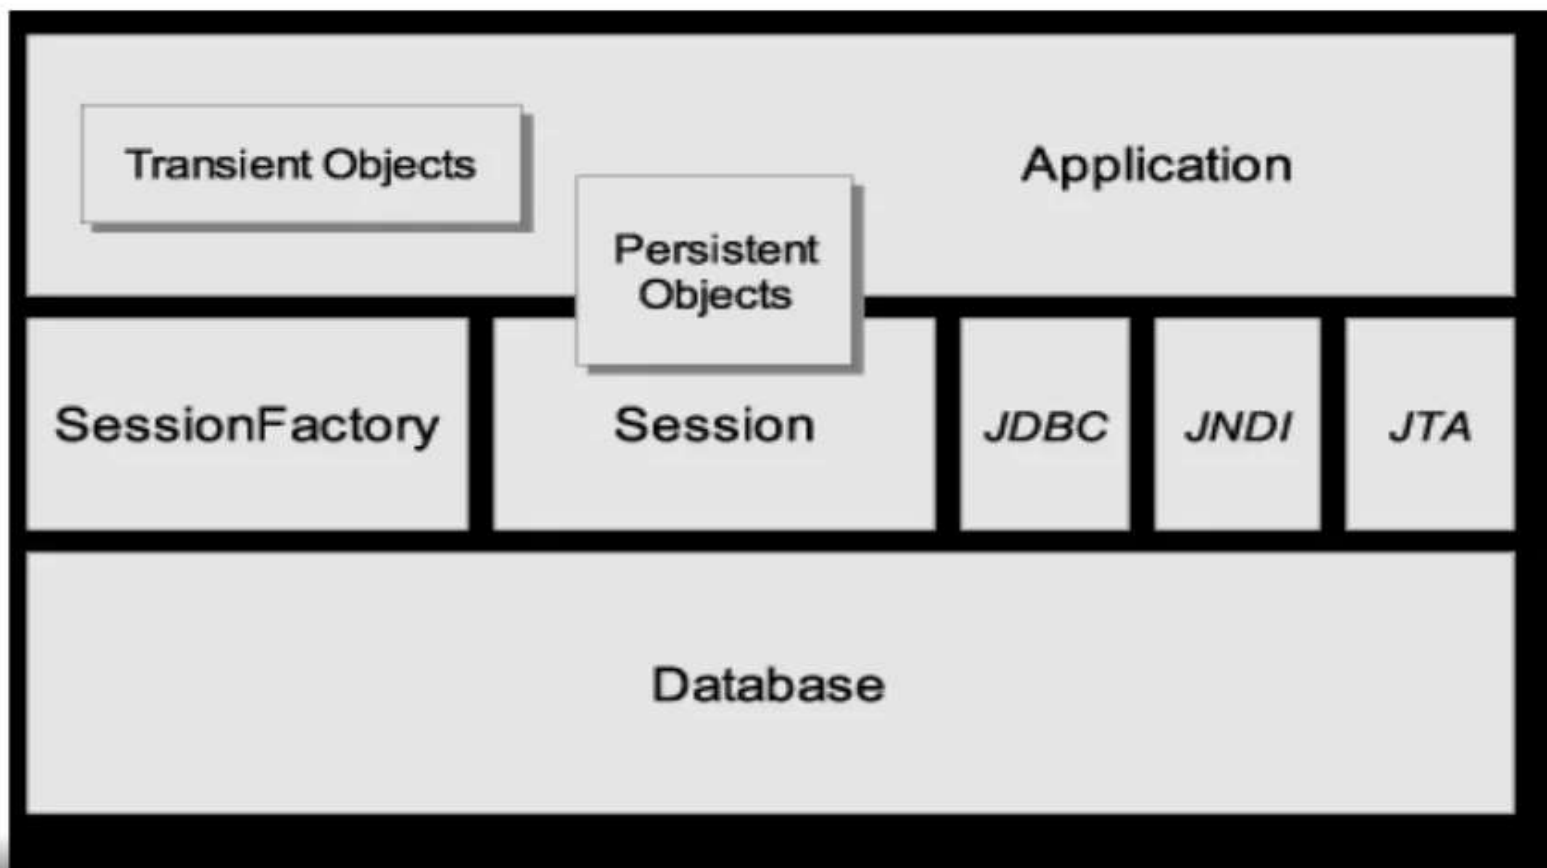 Transient Objects
Application
Persistent
Objects
SessionFactory
Session
JDBC
JNDI
JTA
Database